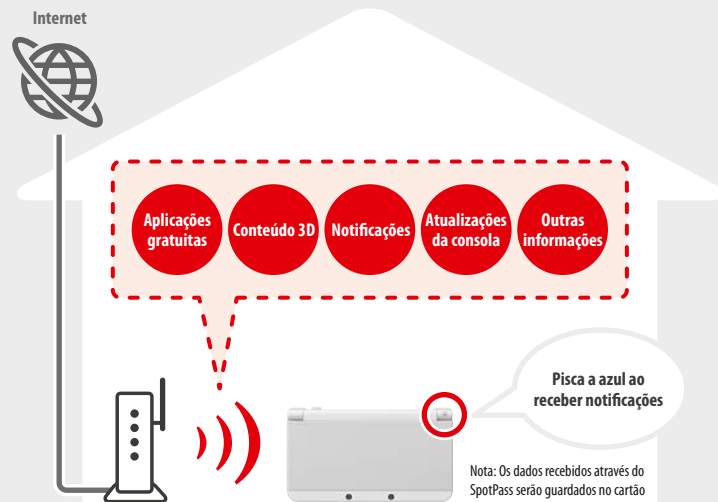 Internet
Aplicações
gratuitas
Conteúdo 3D
Notificações
Atualizações
da consola
Outras
informações
Pisca a azul ao
receber notificações
Nota: Os dados recebidos através do
SpotPass serão guardados no cartão